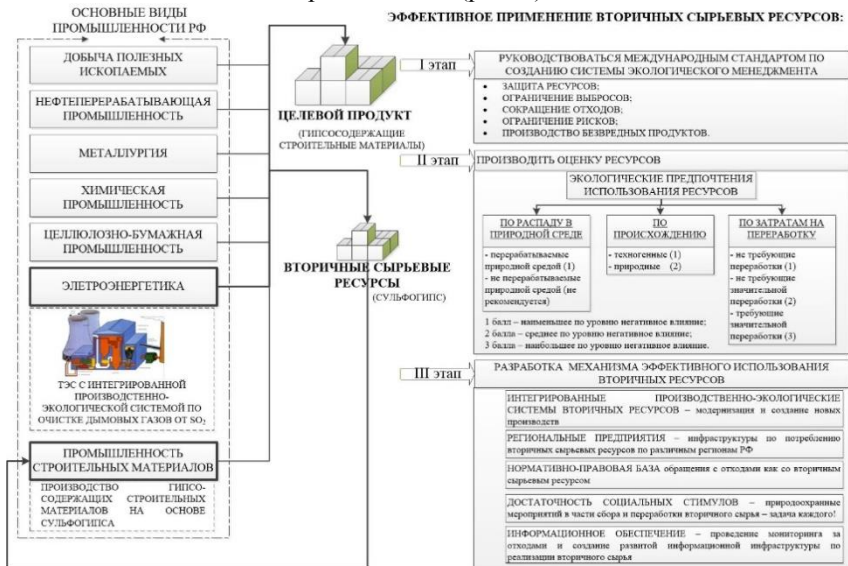 ОСНОВНЫЕ ВИДЫ
ПРОМЫШЛЕННОСТИ РФ
ДОБЫЧА ПОЛЕЗНЫХ
ИСКОПАЕМЫХ
НЕФТЕПЕРЕРАБАТЫВАЮЩАЯ
ПРОМЫШЛЕННОСТЬ
МЕТАЛЛУРГИЯ
ХИМИЧЕСКАЯ
ПРОМЫШЛЕННОСТЬ
ЦЕЛЛЮЛОЗНО-БУМАЖНАЯ
ПРОМЫШЛЕННОСТЬ
ЭЛЕТРОЭНЕРГЕТИКА
ТЭС С ИНТЕГРИРОВАННОЙ
ПРОИЗВОДСТЕННО-
ЭКОЛОГИЧЕСКОЙ СИСТЕМОЙ ПО
ОЧИСТКЕ ДЫМОВЫХ ГАЗОВ ОТ SO₂
ПРОМЫШЛЕННОСТЬ
СТРОИТЕЛЬНЫХ МАТЕРИАЛОВ
ПРОИЗВОДСТВО ГИПСО-
СОДЕРЖАЩИХ СТРОИТЕЛЬНЫХ
МАТЕРИАЛОВ НА ОСНОВЕ
СУЛЬФОГИПСА
ЦЕЛЕВОЙ ПРОДУКТ
(ГИПСОСОДЕРЖАЩИЕ
СТРОИТЕЛЬНЫЕ МАТЕРИАЛЫ)
ВТОРИЧНЫЕ СЫРЬЕВЫЕ
РЕСУРСЫ
(СУЛЬФОГИПС)
ЭФФЕКТИВНОЕ ПРИМЕНЕНИЕ ВТОРИЧНЫХ СЫРЬЕВЫХ РЕСУРСОВ:
I этап
РУКОВОДСТВОВАТЬСЯ МЕЖДУНАРОДНЫМ СТАНДАРТОМ ПО
СОЗДАНИЮ СИСТЕМЫ ЭКОЛОГИЧЕСКОГО МЕНЕДЖМЕНТА
• ЗАЩИТА РЕСУРСОВ;
• ОГРАНИЧЕНИЕ ВЫБРОСОВ;
• СОКРАЩЕНИЕ ОТХОДОВ;
• ОГРАНИЧЕНИЕ РИСКОВ;
• ПРОИЗВОДСТВО БЕЗВРЕДНЫХ ПРОДУКТОВ.
II этап
ПРОИЗВОДИТЬ ОЦЕНКУ РЕСУРСОВ
ЭКОЛОГИЧЕСКИЕ ПРЕДПОЧТЕНИЯ
ИСПОЛЬЗОВАНИЯ РЕСУРСОВ
ПО РАСПАДУ В
ПРИРОДНОЙ СРЕДЕ
- перерабатываемые
природной средой (1)
- не перерабатываемые
природной средой (не
рекомендуется)
ПО
ПРОИСХОЖДЕНИЮ
- техногенные (1)
- природные (2)
ПО ЗАТРАТАМ НА
ПЕРЕРАБОТКУ
- не требующие
переработки (1)
- не требующие
значительной
переработки (2)
- требующие
значительной
переработки (3)
1 балл – наименьшее по уровню негативное влияние;
2 балла – среднее по уровню негативное влияние;
3 балла – наибольшее по уровню негативное влияние.
III этап
РАЗРАБОТКА МЕХАНИЗМА ЭФФЕКТИВНОГО ИСПОЛЬЗОВАНИЯ
ВТОРИЧНЫХ РЕСУРСОВ
ИНТЕГРИРОВАННЫЕ ПРОИЗВОДСТВЕННО-ЭКОЛОГИЧЕСКИЕ
СИСТЕМЫ ВТОРИЧНЫХ РЕСУРСОВ – модернизация и создание новых
производств
РЕГИОНАЛЬНЫЕ ПРЕДПРИЯТИЯ – инфраструктуры по потреблению
вторичных сырьевых ресурсов по различным регионам РФ
НОРМАТИВНО-ПРАВОВАЯ БАЗА обращения с отходами как со вторичным
сырьевым ресурсом
ДОСТАТОЧНОСТЬ СОЦИАЛЬНЫХ СТИМУЛОВ – природоохранные
мероприятий в части сбора и переработки вторичного сырья – задача каждого!
ИНФОРМАЦИОННОЕ ОБЕСПЕЧЕНИЕ – проведение мониторинга за
отходами и создание развитой информационной инфраструктуры по
реализации вторичного сырья